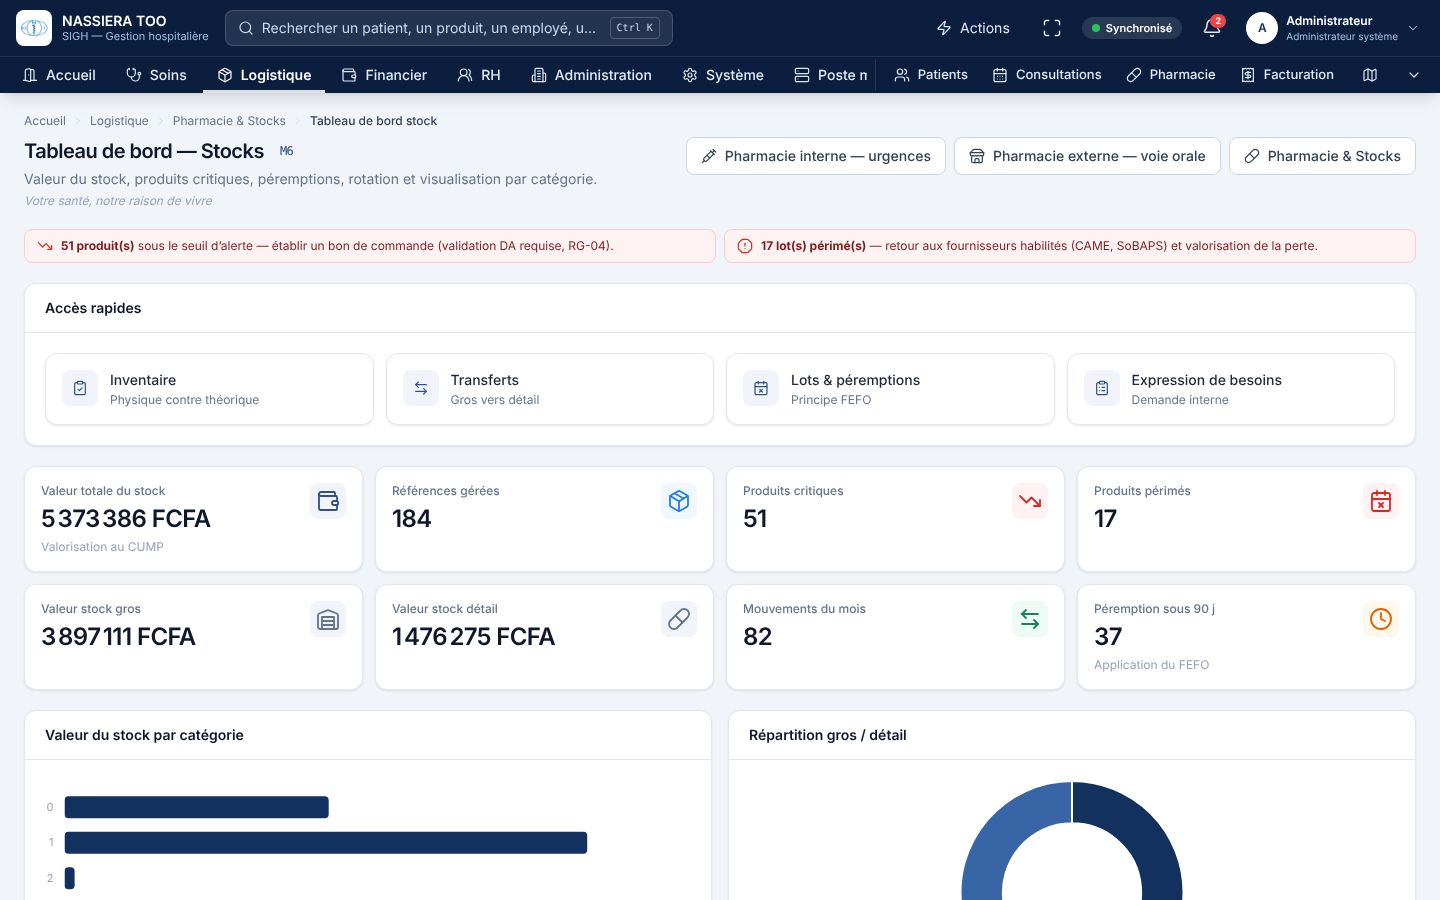 NASSIERA TOO
SIGH — Gestion hospitalière
Rechercher un patient, un produit, un employé, u... Ctrl K
Actions
Synchronisé
2
A
Administrateur
Administrateur système
Accueil Soins Logistique Financier RH Administration Système Poste n Patients Consultations Pharmacie Facturation
Accueil Logistique Pharmacie & Stocks Tableau de bord stock
Tableau de bord — Stocks M6
Valeur du stock, produits critiques, péremptions, rotation et visualisation par catégorie.
Votre santé, notre raison de vivre
Pharmacie interne — urgences Pharmacie externe — voie orale Pharmacie & Stocks
51 produit(s) sous le seuil d’alerte — établir un bon de commande (validation DA requise, RG-04).
17 lot(s) périmé(s) — retour aux fournisseurs habilités (CAME, SoBAPS) et valorisation de la perte.
Accès rapides
Inventaire
Physique contre théorique
Transferts
Gros vers détail
Lots & péremptions
Principe FEFO
Expression de besoins
Demande interne
Valeur totale du stock
5 373 386 FCFA
Valorisation au CUMP
Références gérées
184
Produits critiques
51
Produits périmés
17
Valeur stock gros
3 897 111 FCFA
Valeur stock détail
1 476 275 FCFA
Mouvements du mois
82
Péremption sous 90 j
37
Application du FEFO
Valeur du stock par catégorie
0
1
2
Répartition gros / détail